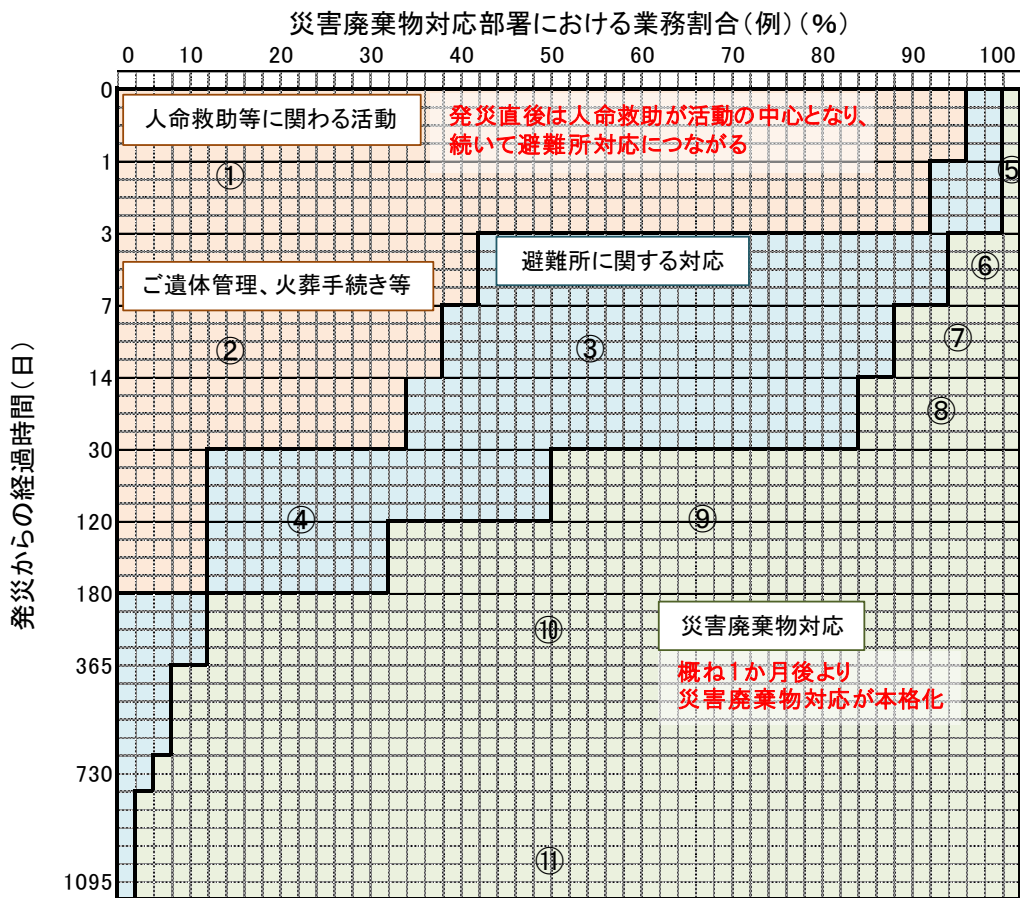 災害廃棄物対応部署における業務割合(例)(%)
0 10 20 30 40 50 60 70 80 90 100
発災からの経過時間(日)
0
人命救助等に関わる活動
発災直後は人命救助が活動の中心となり、
続いて避難所対応につながる
1
①
⑤
3
避難所に関する対応
⑥
ご遺体管理、火葬手続き等
7
②
③
⑦
14
⑧
30
④
⑨
120
180
⑩
災害廃棄物対応
365
概ね1か月後より
災害廃棄物対応が本格化
730
⑪
1095